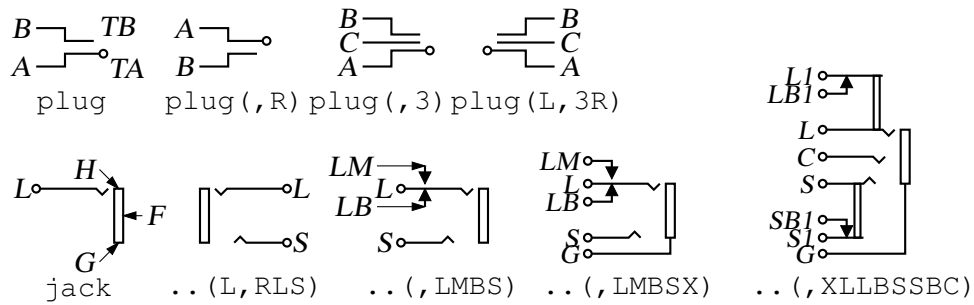 B TB A B B
A TA B C C
A A
plug plug(,R) plug(,3) plug(L,3R)
L1
LB1
L
C
S
SB1
S1
G
H LM LM
L L L L
F LB LB
G S S S
G
jack ..(L,RLS) ..(,LMBS) ..(,LMBSX) ..(,XLLBSSBC)